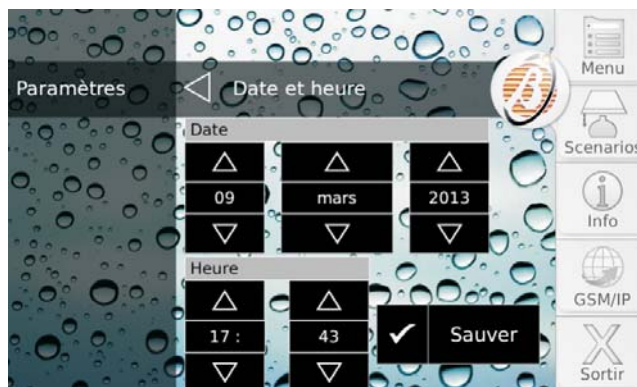 Paramètres
Date et heure
Date
09 mars 2013
Heure
17 : 43
Sauver
Menu
Scenarios
Info
GSM/IP
Sortir